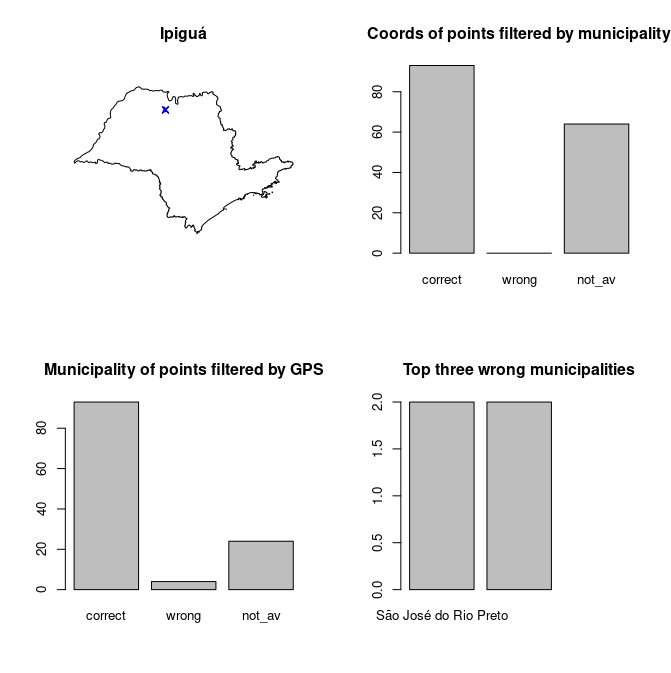 Ipiguá
Coords of points filtered by municipality
80
60
40
20
0
correct wrong not_av
Municipality of points filtered by GPS
80
60
40
20
0
correct wrong not_av
Top three wrong municipalities
2.0
1.5
1.0
0.5
0.0
São José do Rio Preto